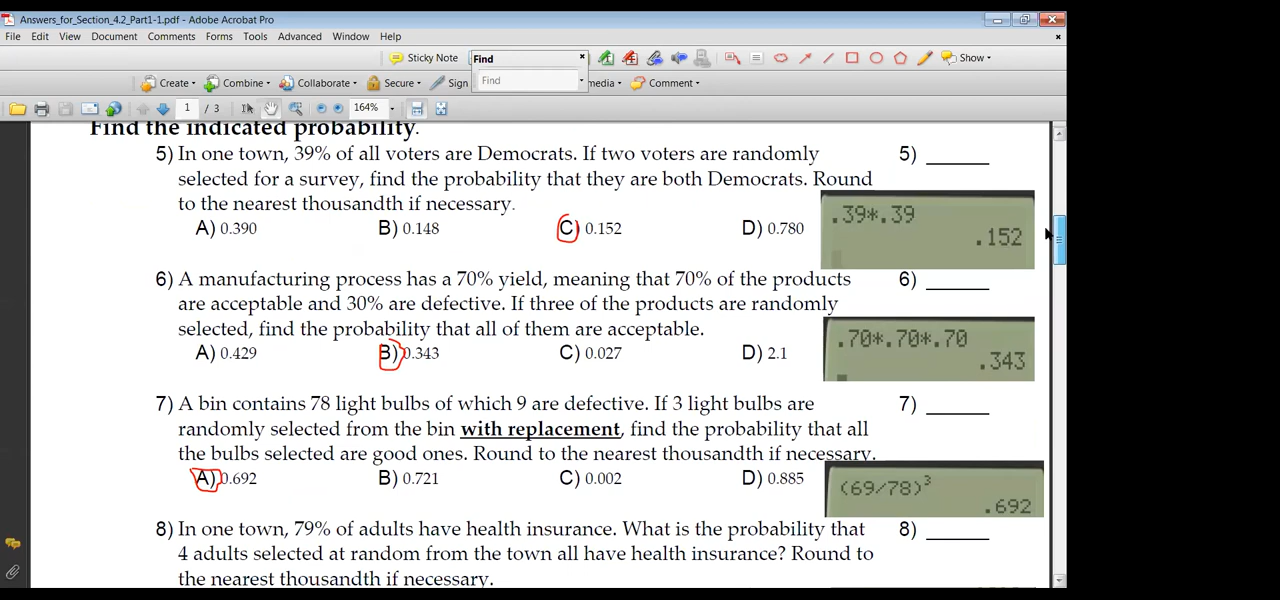 Answers_for_Section_4.2_Part1-1.pdf - Adobe Acrobat Pro
File Edit View Document Comments Forms Tools Advanced Window Help
Sticky Note Find Show
Find
Create Combine Collaborate Secure Sign media Comment
1 / 3 164%
Find the indicated probability.
5) In one town, 39% of all voters are Democrats. If two voters are randomly 5)
selected for a survey, find the probability that they are both Democrats. Round
to the nearest thousandth if necessary.
A) 0.390 B) 0.148 C) 0.152 D) 0.780
.39*.39
.152
6) A manufacturing process has a 70% yield, meaning that 70% of the products 6)
are acceptable and 30% are defective. If three of the products are randomly
selected, find the probability that all of them are acceptable.
A) 0.429 B) 0.343 C) 0.027 D) 2.1
.70*.70*.70
.343
7) A bin contains 78 light bulbs of which 9 are defective. If 3 light bulbs are 7)
randomly selected from the bin with replacement, find the probability that all
the bulbs selected are good ones. Round to the nearest thousandth if necessary.
A) 0.692 B) 0.721 C) 0.002 D) 0.885
(69/78)³
.692
8) In one town, 79% of adults have health insurance. What is the probability that 8)
4 adults selected at random from the town all have health insurance? Round to
the nearest thousandth if necessary.